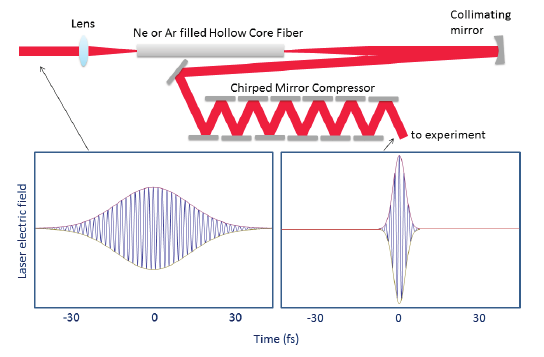 Lens
Ne or Ar filled Hollow Core Fiber
Collimating
mirror
Chirped Mirror Compressor
to experiment
Laser electric field
-30
0
30
-30
0
30
Time (fs)